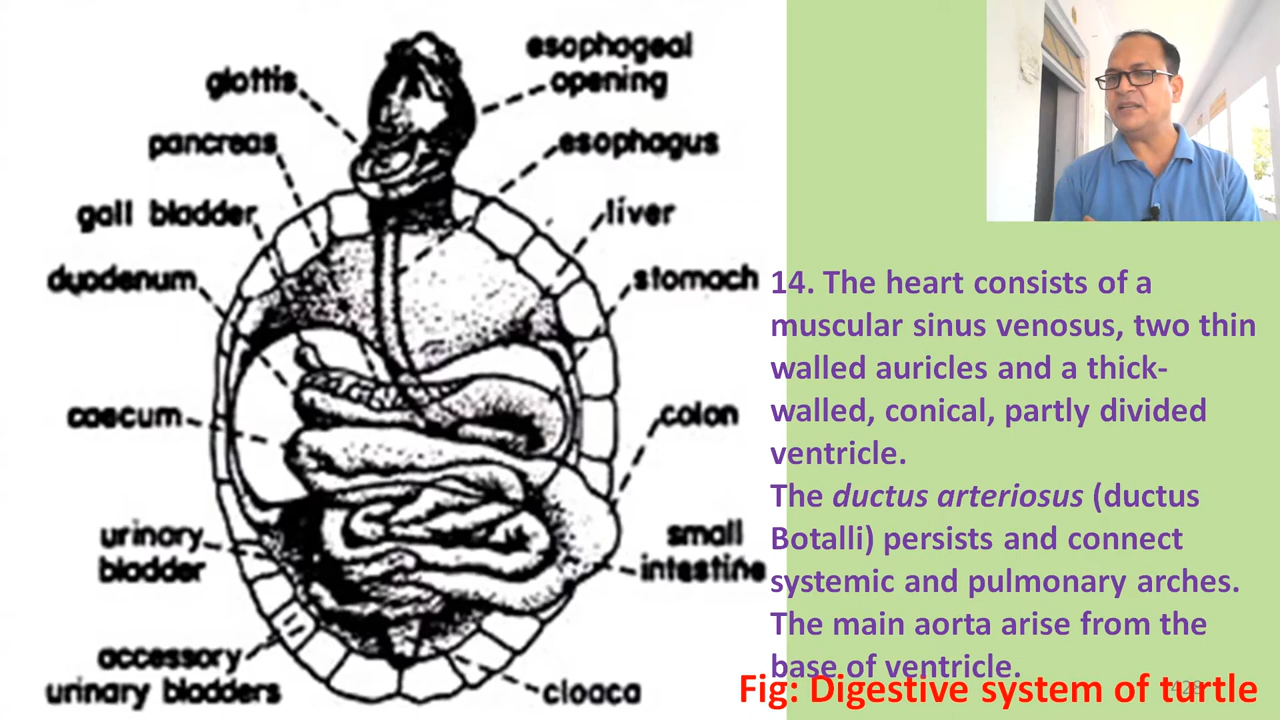 esophogeal
opening
glottis
pancreas
esophagus
gall bladder
liver
duodenum
stomach
caecum
colon
urinary
bladder
small
intestine
accessory
urinary bladders
cloaca
14. The heart consists of a
muscular sinus venosus, two thin
walled auricles and a thick-
walled, conical, partly divided
ventricle.
The ductus arteriosus (ductus
Botalli) persists and connect
systemic and pulmonary arches.
The main aorta arise from the
base of ventricle.
Fig: Digestive system of turtle